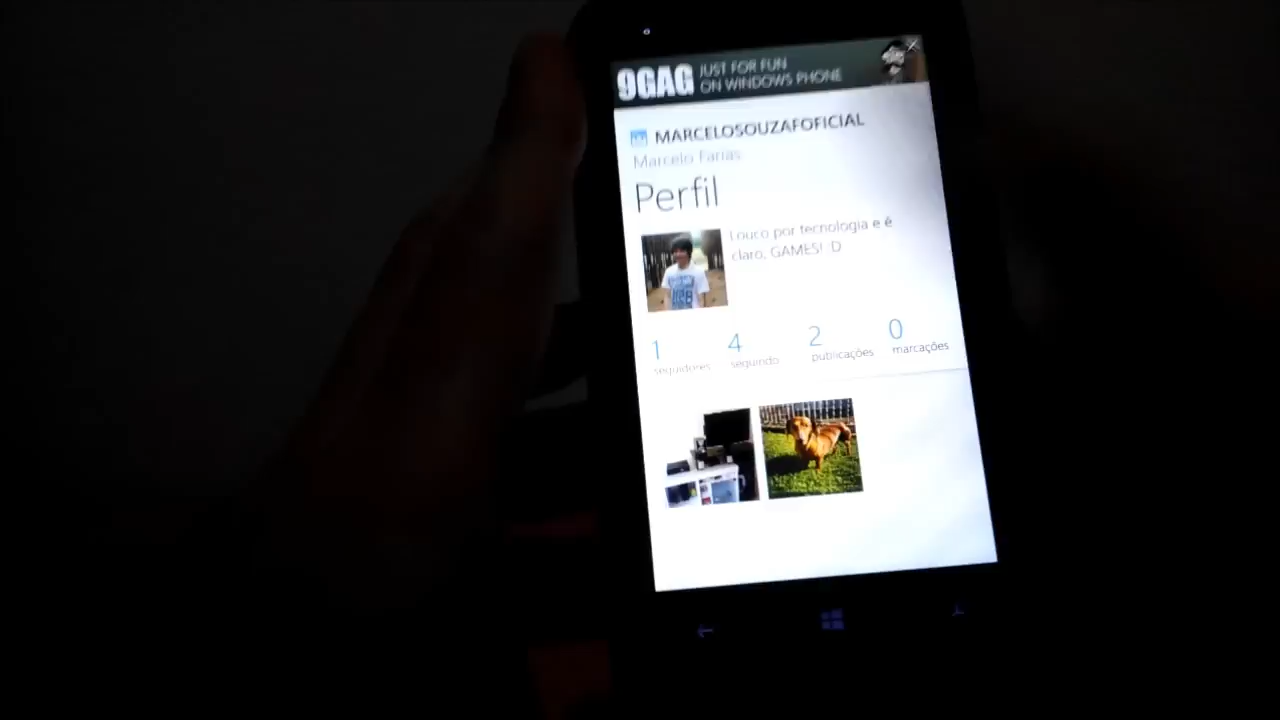 9GAG JUST FOR FUN
ON WINDOWS PHONE
MARCELOSOUZAFOFICIAL
Marcelo Farias
Perfil
Louco por tecnologia e é
claro, GAMES! :D
1 4 2 0
seguidores seguindo publicações marcações